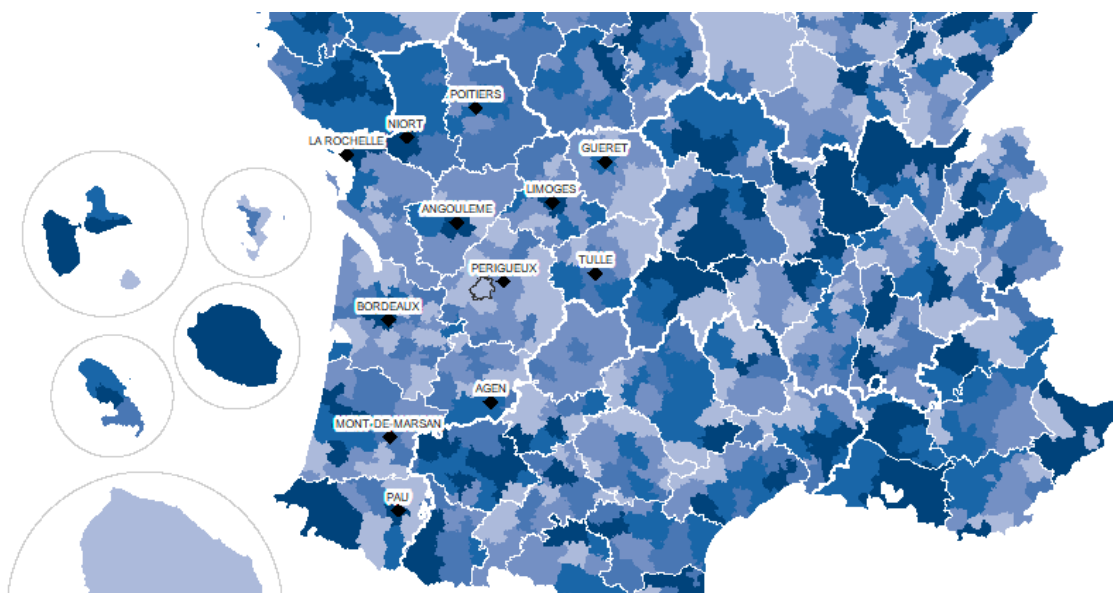 POITIERS
NIORT
LA ROCHELLE
GUERET
LIMOGES
ANGOULEME
TULLE
PERIGUEUX
BORDEAUX
AGEN
MONT-DE-MARSAN
PAU